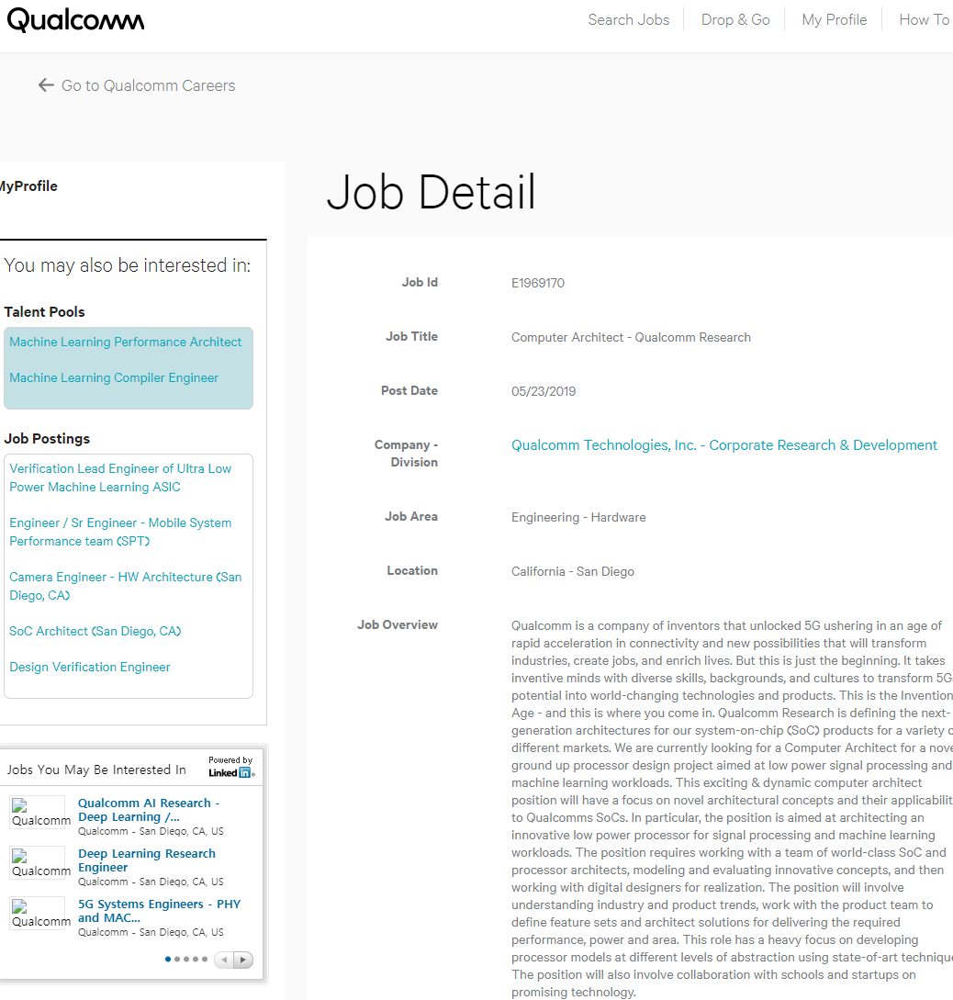 Qualcomm
Search Jobs
Drop & Go
My Profile
How To
Go to Qualcomm Careers
MyProfile
You may also be interested in:
Talent Pools
Machine Learning Performance Architect
Machine Learning Compiler Engineer
Job Postings
Verification Lead Engineer of Ultra Low
Power Machine Learning ASIC
Engineer / Sr Engineer - Mobile System
Performance team (SPT)
Camera Engineer - HW Architecture (San
Diego, CA)
SoC Architect (San Diego, CA)
Design Verification Engineer
Jobs You May Be Interested In
Powered by
LinkedIn
Qualcomm
Qualcomm AI Research -
Deep Learning /...
Qualcomm - San Diego, CA, US
Qualcomm
Deep Learning Research
Engineer
Qualcomm - San Diego, CA, US
Qualcomm
5G Systems Engineers - PHY
and MAC...
Qualcomm - San Diego, CA, US
Job Detail
Job Id
E1969170
Job Title
Computer Architect - Qualcomm Research
Post Date
05/23/2019
Company -
Division
Qualcomm Technologies, Inc. - Corporate Research & Development
Job Area
Engineering - Hardware
Location
California - San Diego
Job Overview
Qualcomm is a company of inventors that unlocked 5G ushering in an age of
rapid acceleration in connectivity and new possibilities that will transform
industries, create jobs, and enrich lives. But this is just the beginning. It takes
inventive minds with diverse skills, backgrounds, and cultures to transform 5G
potential into world-changing technologies and products. This is the Invention
Age - and this is where you come in. Qualcomm Research is defining the next-
generation architectures for our system-on-chip (SoC) products for a variety
different markets. We are currently looking for a Computer Architect for a
ground up processor design project aimed at low power signal processing and
machine learning workloads. This exciting & dynamic computer architect
position will have a focus on novel architectural concepts and their
to Qualcomms SoCs. In particular, the position is aimed at architecting an
innovative low power processor for signal processing and machine learning
workloads. The position requires working with a team of world-class SoC and
processor architects, modeling and evaluating innovative concepts, and then
working with digital designers for realization. The position will involve
understanding industry and product trends, work with the product team to
define feature sets and architect solutions for delivering the required
performance, power and area. This role has a heavy focus on developing
processor models at different levels of abstraction using state-of-art
The position will also involve collaboration with schools and startups on
promising technology.